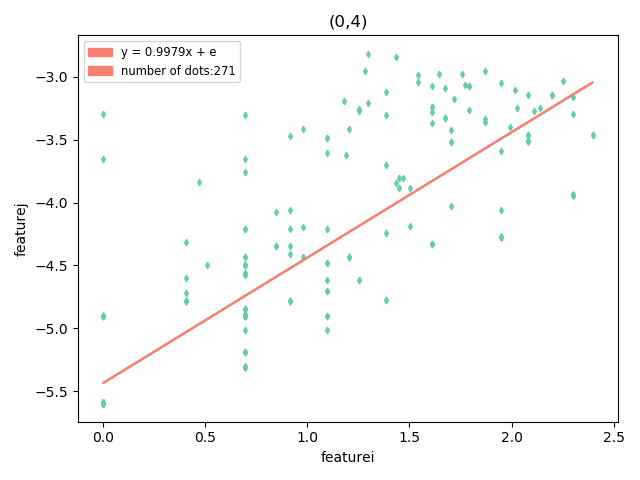 (0,4)
y = 0.9979x + e
number of dots:271
−3.0
−3.5
−4.0
−4.5
−5.0
−5.5
featurej
0.0 0.5 1.0 1.5 2.0 2.5
featurei